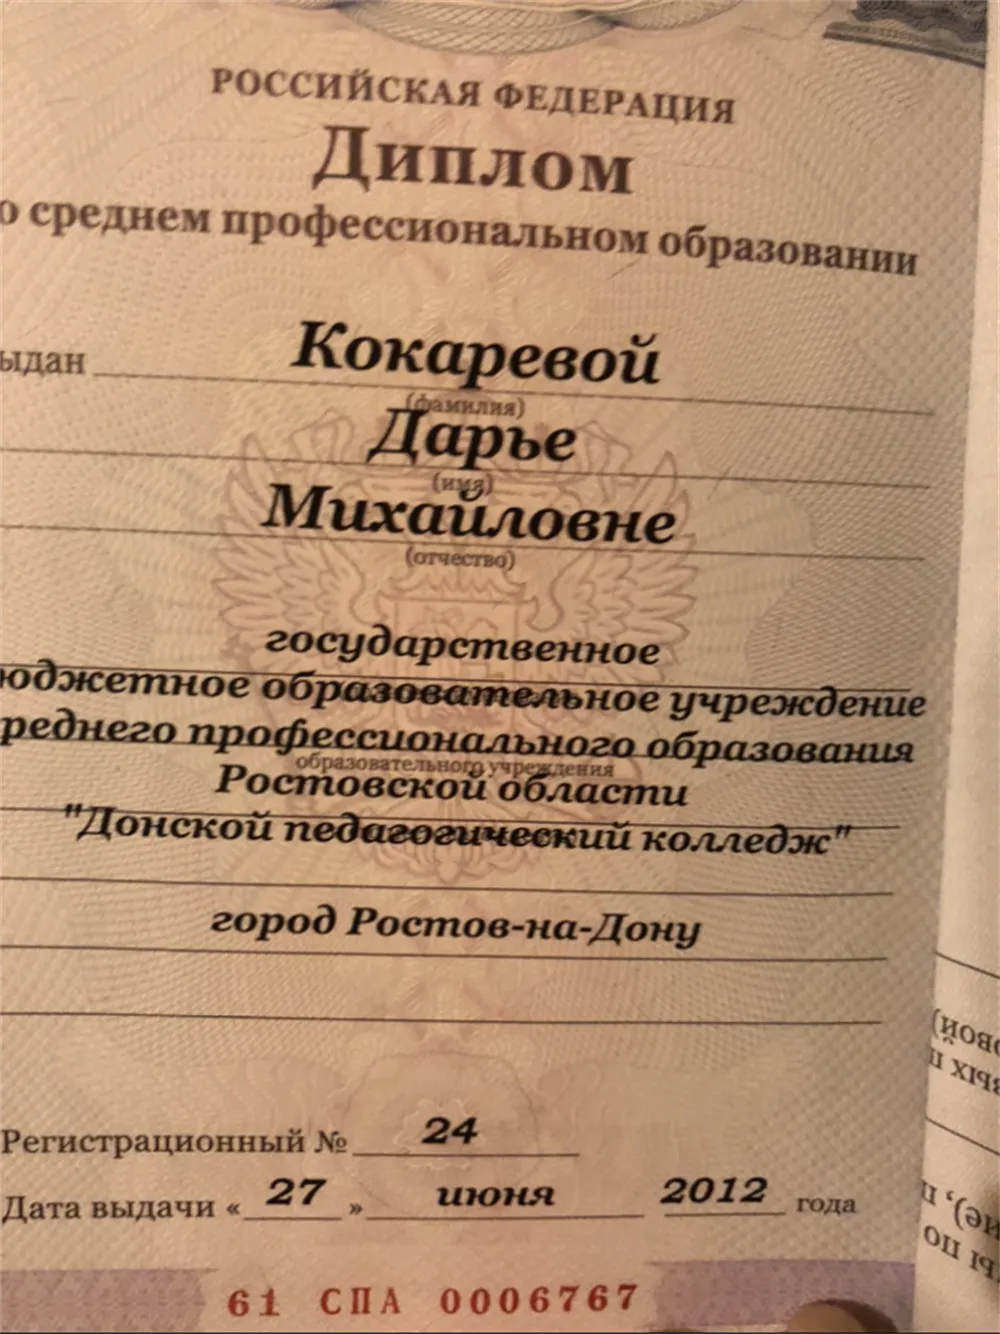 РОССИЙСКАЯ ФЕДЕРАЦИЯ
Диплом
о среднем профессиональном образовании
ыдан Кокаревой
(фамилия)
Дарье
(имя)
Михайловне
(отчество)
государственное
юджетное образовательное учреждение
реднего профессионального образования
образовательного учреждения
Ростовской области
"Донской педагогический колледж"
город Ростов-на-Дону
Регистрационный № 24
Дата выдачи « 27 » июня 2012 года
61 СПА 0006767